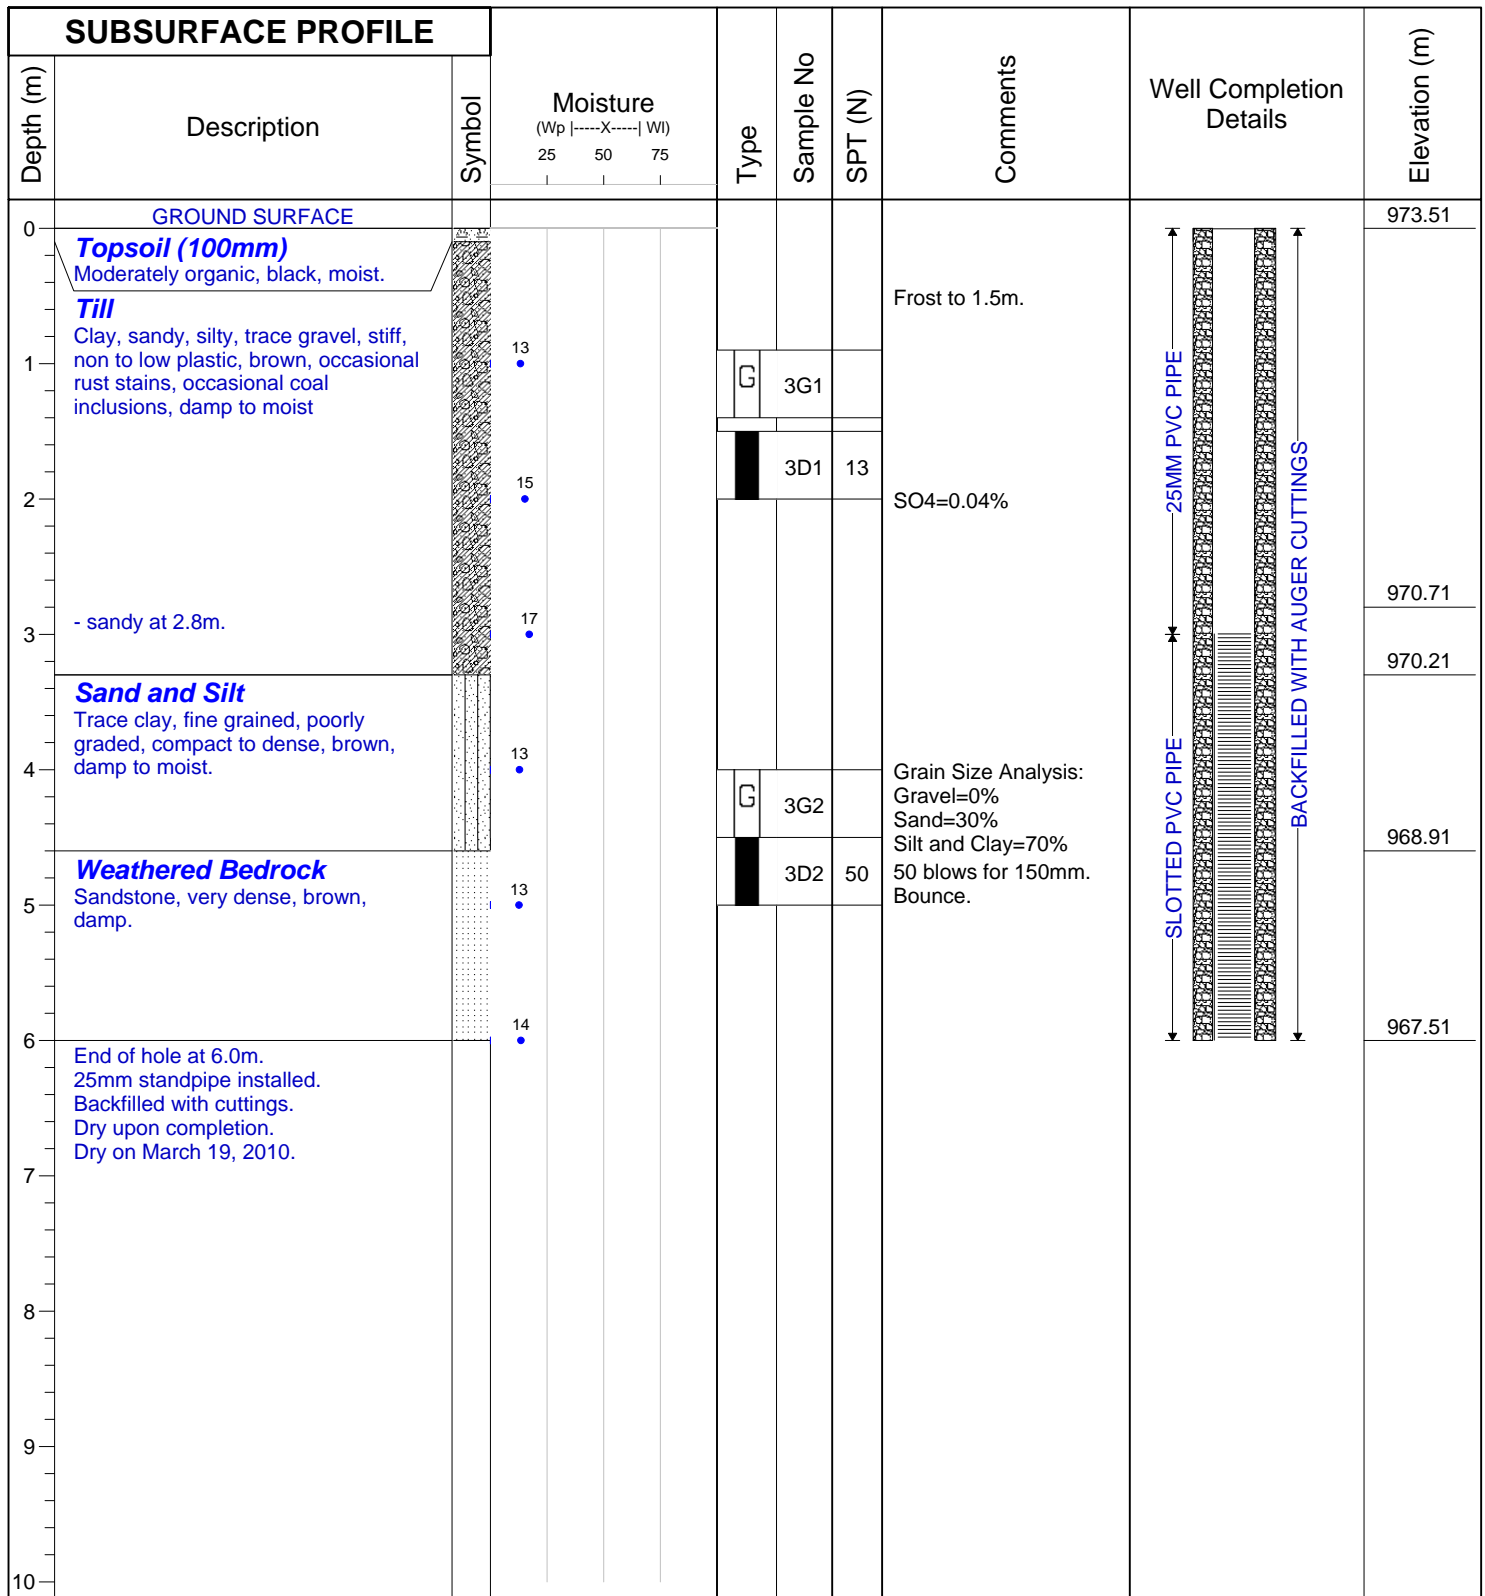 SUBSURFACE PROFILE
Depth (m)
Description
Symbol
Moisture
(Wp |-----X-----| Wl)
25 50 75
Type
Sample No
SPT (N)
Comments
Well Completion
Details
Elevation (m)
GROUND SURFACE
973.51
0
Topsoil (100mm)
Moderately organic, black, moist.
Till
Clay, sandy, silty, trace gravel, stiff,
non to low plastic, brown, occasional
rust stains, occasional coal
inclusions, damp to moist
Frost to 1.5m.
1
13
G
3G1
3D1
13
2
15
SO4=0.04%
- sandy at 2.8m.
970.71
3
17
970.21
Sand and Silt
Trace clay, fine grained, poorly
graded, compact to dense, brown,
damp to moist.
4
13
G
3G2
Grain Size Analysis:
Gravel=0%
Sand=30%
Silt and Clay=70%
968.91
Weathered Bedrock
Sandstone, very dense, brown,
damp.
3D2
50
50 blows for 150mm.
Bounce.
5
13
25MM PVC PIPE
SLOTTED PVC PIPE
BACKFILLED WITH AUGER CUTTINGS
6
14
967.51
End of hole at 6.0m.
25mm standpipe installed.
Backfilled with cuttings.
Dry upon completion.
Dry on March 19, 2010.
7
8
9
10